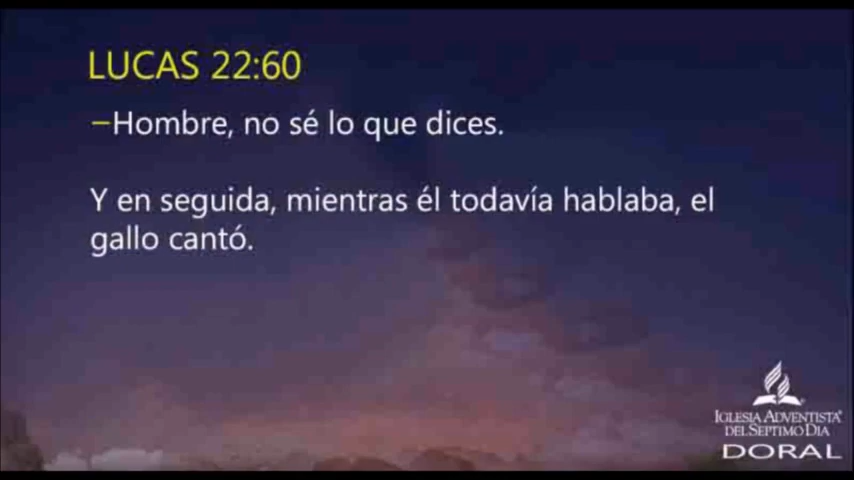 LUCAS 22:60
–Hombre, no sé lo que dices.
Y en seguida, mientras él todavía hablaba, el
gallo cantó.
IGLESIA ADVENTISTA®
DEL SEPTIMO DIA
DORAL